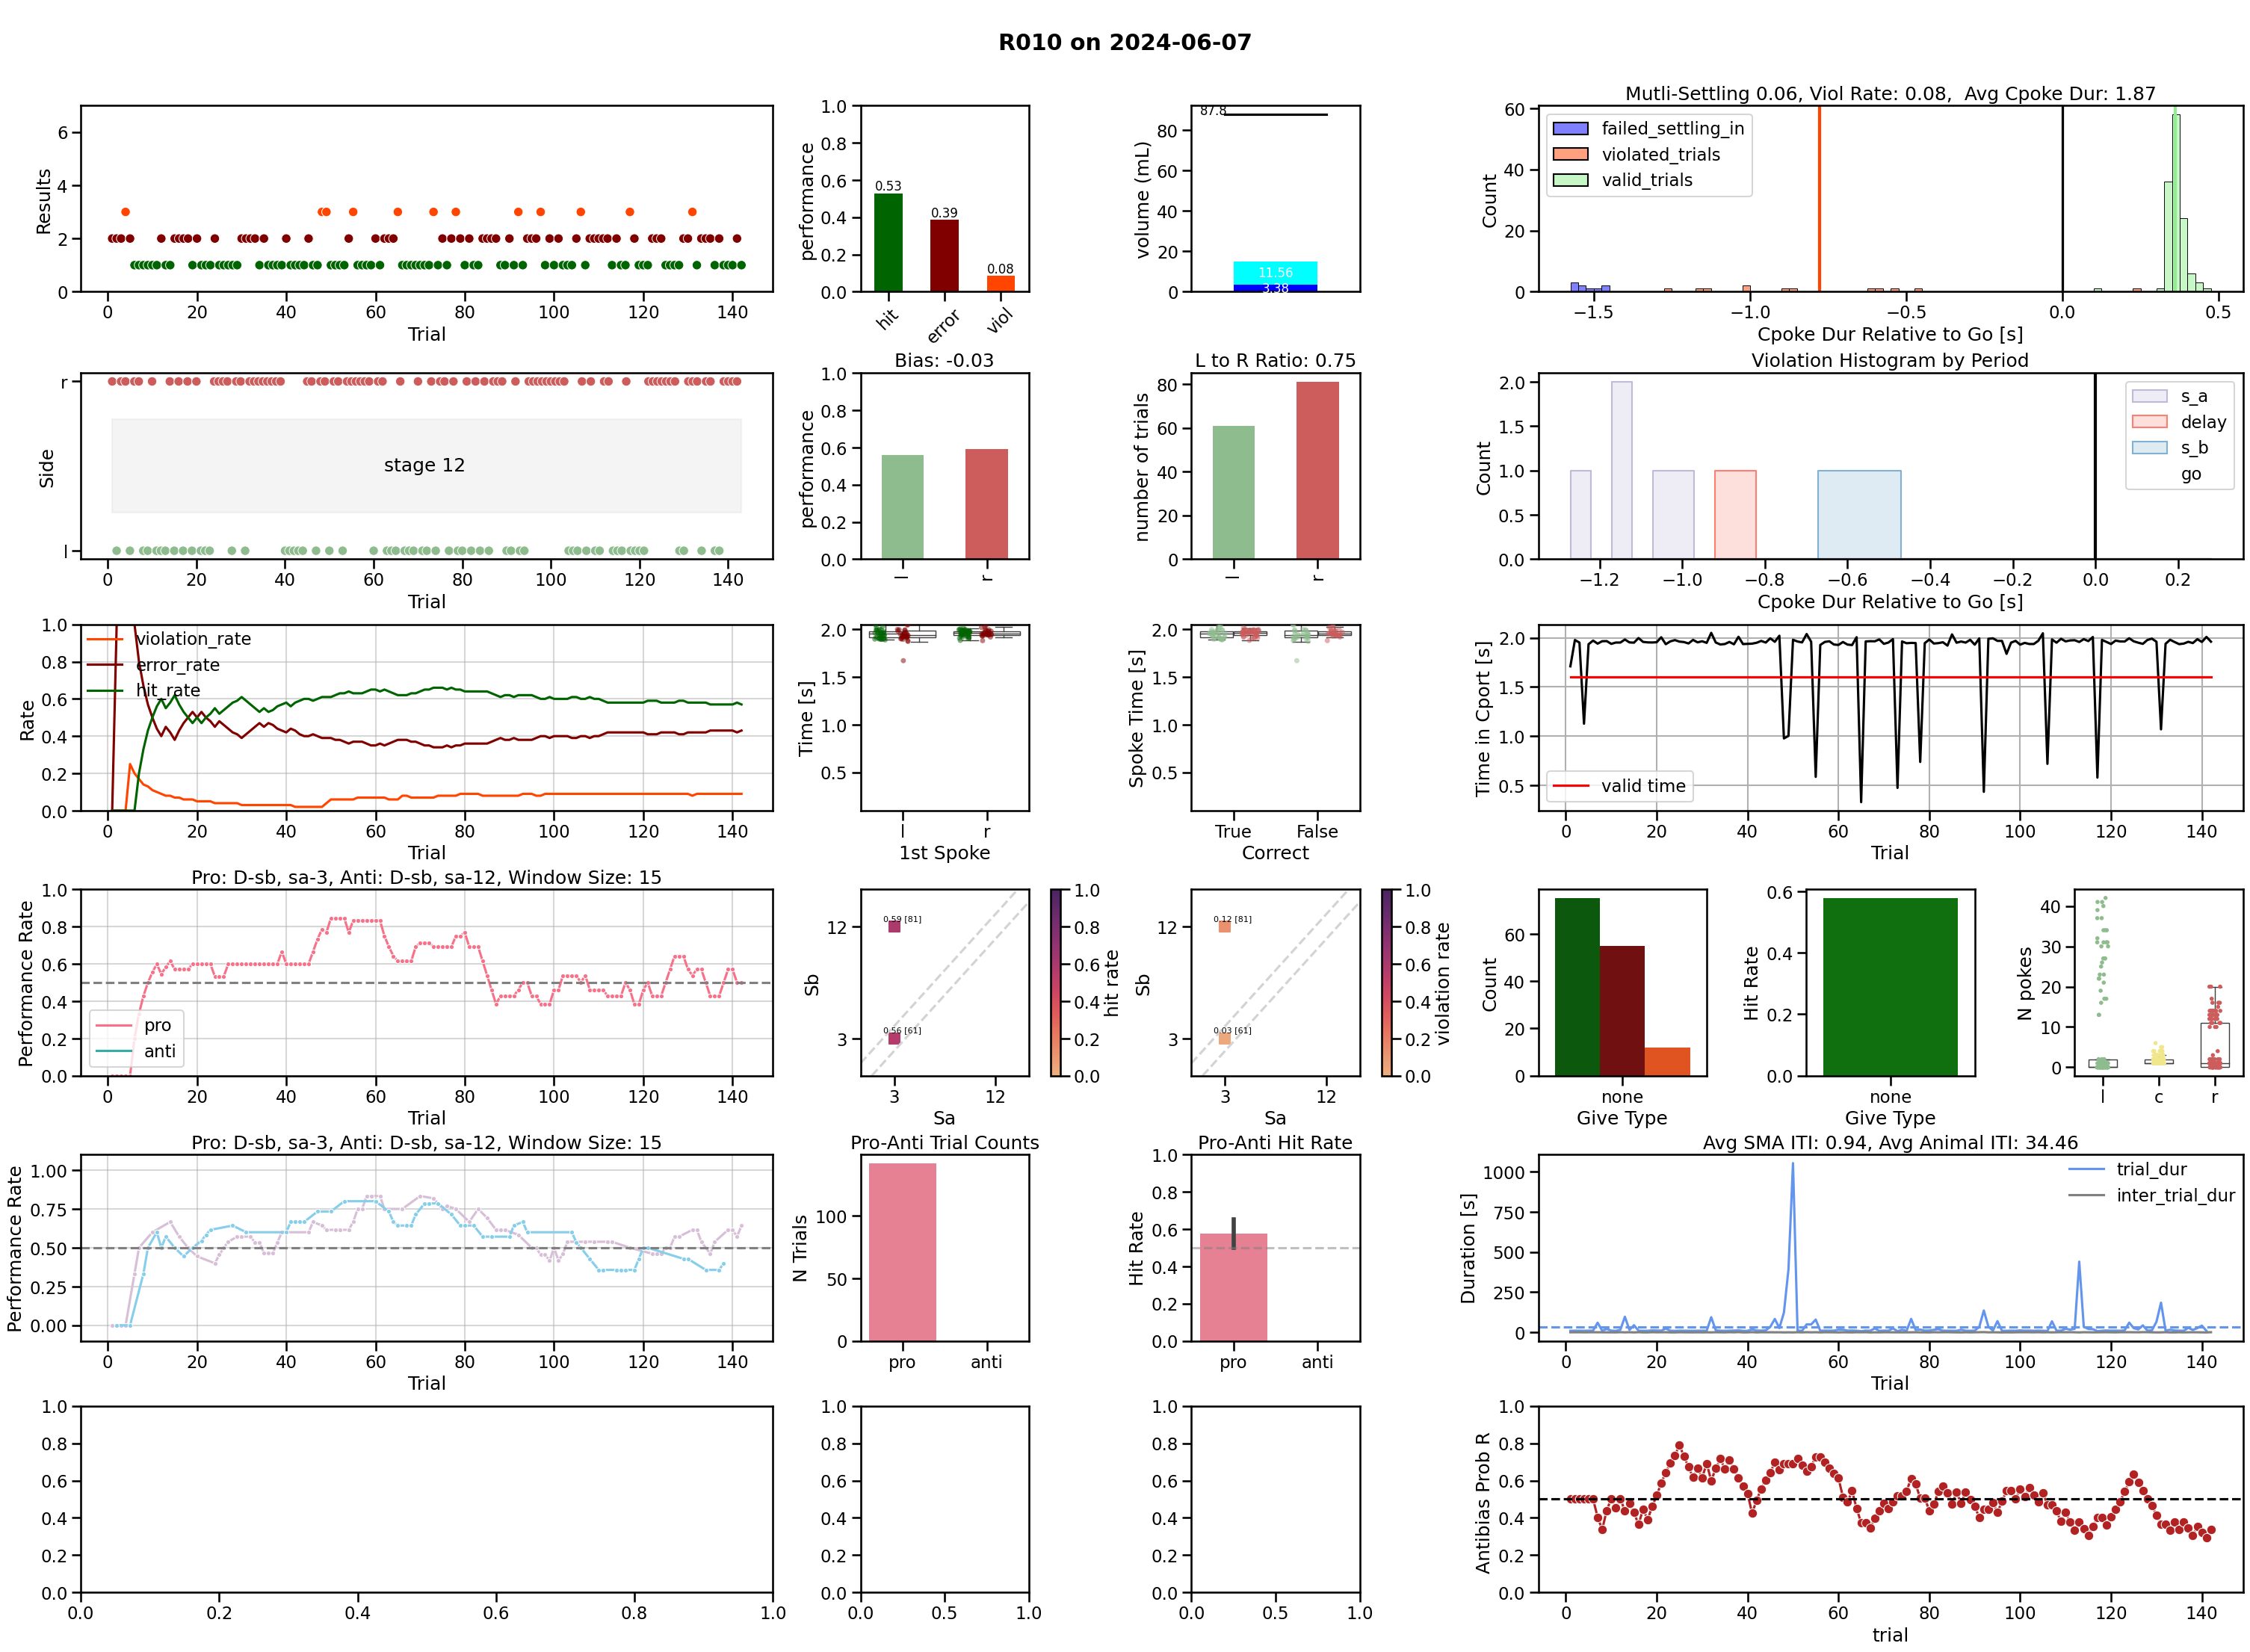 R010 on 2024-06-07
Results
0 2 4 6
0 20 40 60 80 100 120 140
Trial
performance
0.0 0.2 0.4 0.6 0.8 1.0
0.53
0.39
0.08
hit error viol
volume (mL)
0 20 40 60 80
87.8
11.56
3.38
Mutli-Settling 0.06, Viol Rate: 0.08, Avg Cpoke Dur: 1.87
failed_settling_in
violated_trials
valid_trials
Count
0 20 40 60
−1.5 −1.0 −0.5 0.0 0.5
Cpoke Dur Relative to Go [s]
Side
r
l
stage 12
0 20 40 60 80 100 120 140
Trial
Bias: -0.03
performance
0.0 0.2 0.4 0.6 0.8 1.0
l r
L to R Ratio: 0.75
number of trials
0 20 40 60 80
l r
Violation Histogram by Period
s_a
delay
s_b
go
Count
0.0 0.5 1.0 1.5 2.0
−1.2 −1.0 −0.8 −0.6 −0.4 −0.2 0.0 0.2
Cpoke Dur Relative to Go [s]
violation_rate
error_rate
hit_rate
Rate
0.0 0.2 0.4 0.6 0.8 1.0
0 20 40 60 80 100 120 140
Trial
Time [s]
0.5 1.0 1.5 2.0
l r
1st Spoke
Spoke Time [s]
0.5 1.0 1.5 2.0
True False
Correct
Time in Cport [s]
0.5 1.0 1.5 2.0
valid time
0 20 40 60 80 100 120 140
Trial
Pro: D-sb, sa-3, Anti: D-sb, sa-12, Window Size: 15
Performance Rate
0.0 0.2 0.4 0.6 0.8 1.0
pro
anti
0 20 40 60 80 100 120 140
Trial
Sb
12
3
0.59 [81]
0.56 [61]
3 12
Sa
0.0 0.2 0.4 0.6 0.8 1.0
hit rate
Sb
12
3
0.12 [81]
0.03 [61]
3 12
Sa
0.0 0.2 0.4 0.6 0.8 1.0
violation rate
Count
0 20 40 60
none
Give Type
Hit Rate
0.0 0.2 0.4 0.6
none
Give Type
N pokes
0 10 20 30 40
l c r
Pro: D-sb, sa-3, Anti: D-sb, sa-12, Window Size: 15
Performance Rate
0.00 0.25 0.50 0.75 1.00
0 20 40 60 80 100 120 140
Trial
Pro-Anti Trial Counts
N Trials
0 50 100
pro anti
Pro-Anti Hit Rate
Hit Rate
0.0 0.2 0.4 0.6 0.8 1.0
pro anti
Avg SMA ITI: 0.94, Avg Animal ITI: 34.46
trial_dur
inter_trial_dur
Duration [s]
0 250 500 750 1000
0 20 40 60 80 100 120 140
Trial
0.0 0.2 0.4 0.6 0.8 1.0
0.0 0.2 0.4 0.6 0.8 1.0
0.0 0.2 0.4 0.6 0.8 1.0
0.0 0.5 1.0
0.0 0.2 0.4 0.6 0.8 1.0
0.0 0.5 1.0
Antibias Prob R
0.0 0.2 0.4 0.6 0.8 1.0
0 20 40 60 80 100 120 140
trial